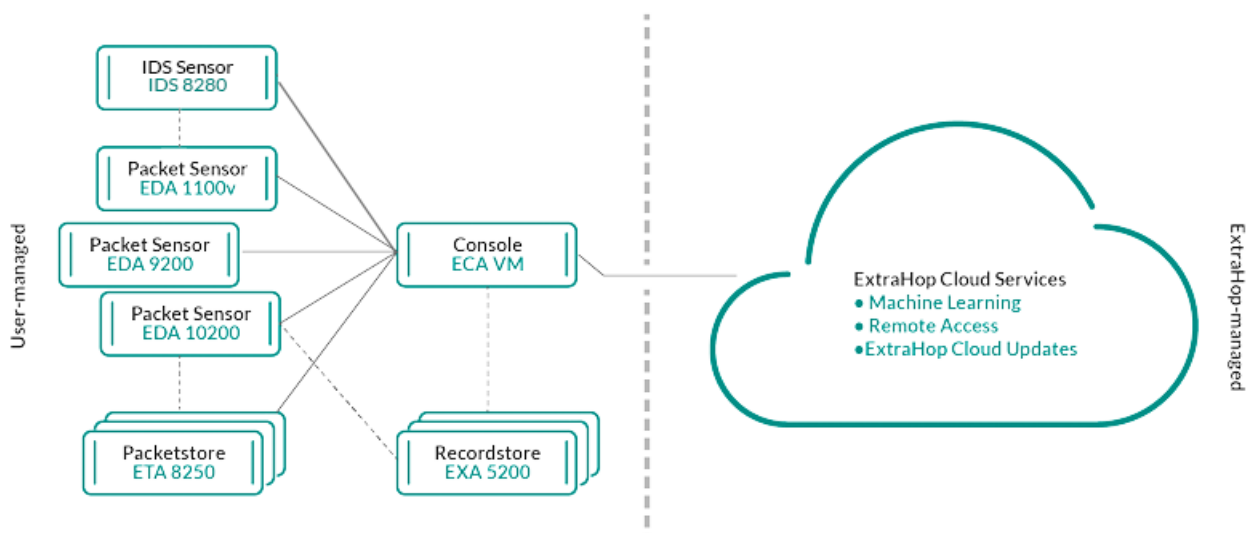 User-managed
IDS Sensor
IDS 8280
Packet Sensor
EDA 1100v
Packet Sensor
EDA 9200
Packet Sensor
EDA 10200
Packetstore
ETA 8250
Console
ECA VM
Recordstore
EXA 5200
ExtraHop Cloud Services
● Machine Learning
● Remote Access
●ExtraHop Cloud Updates
ExtraHop-managed